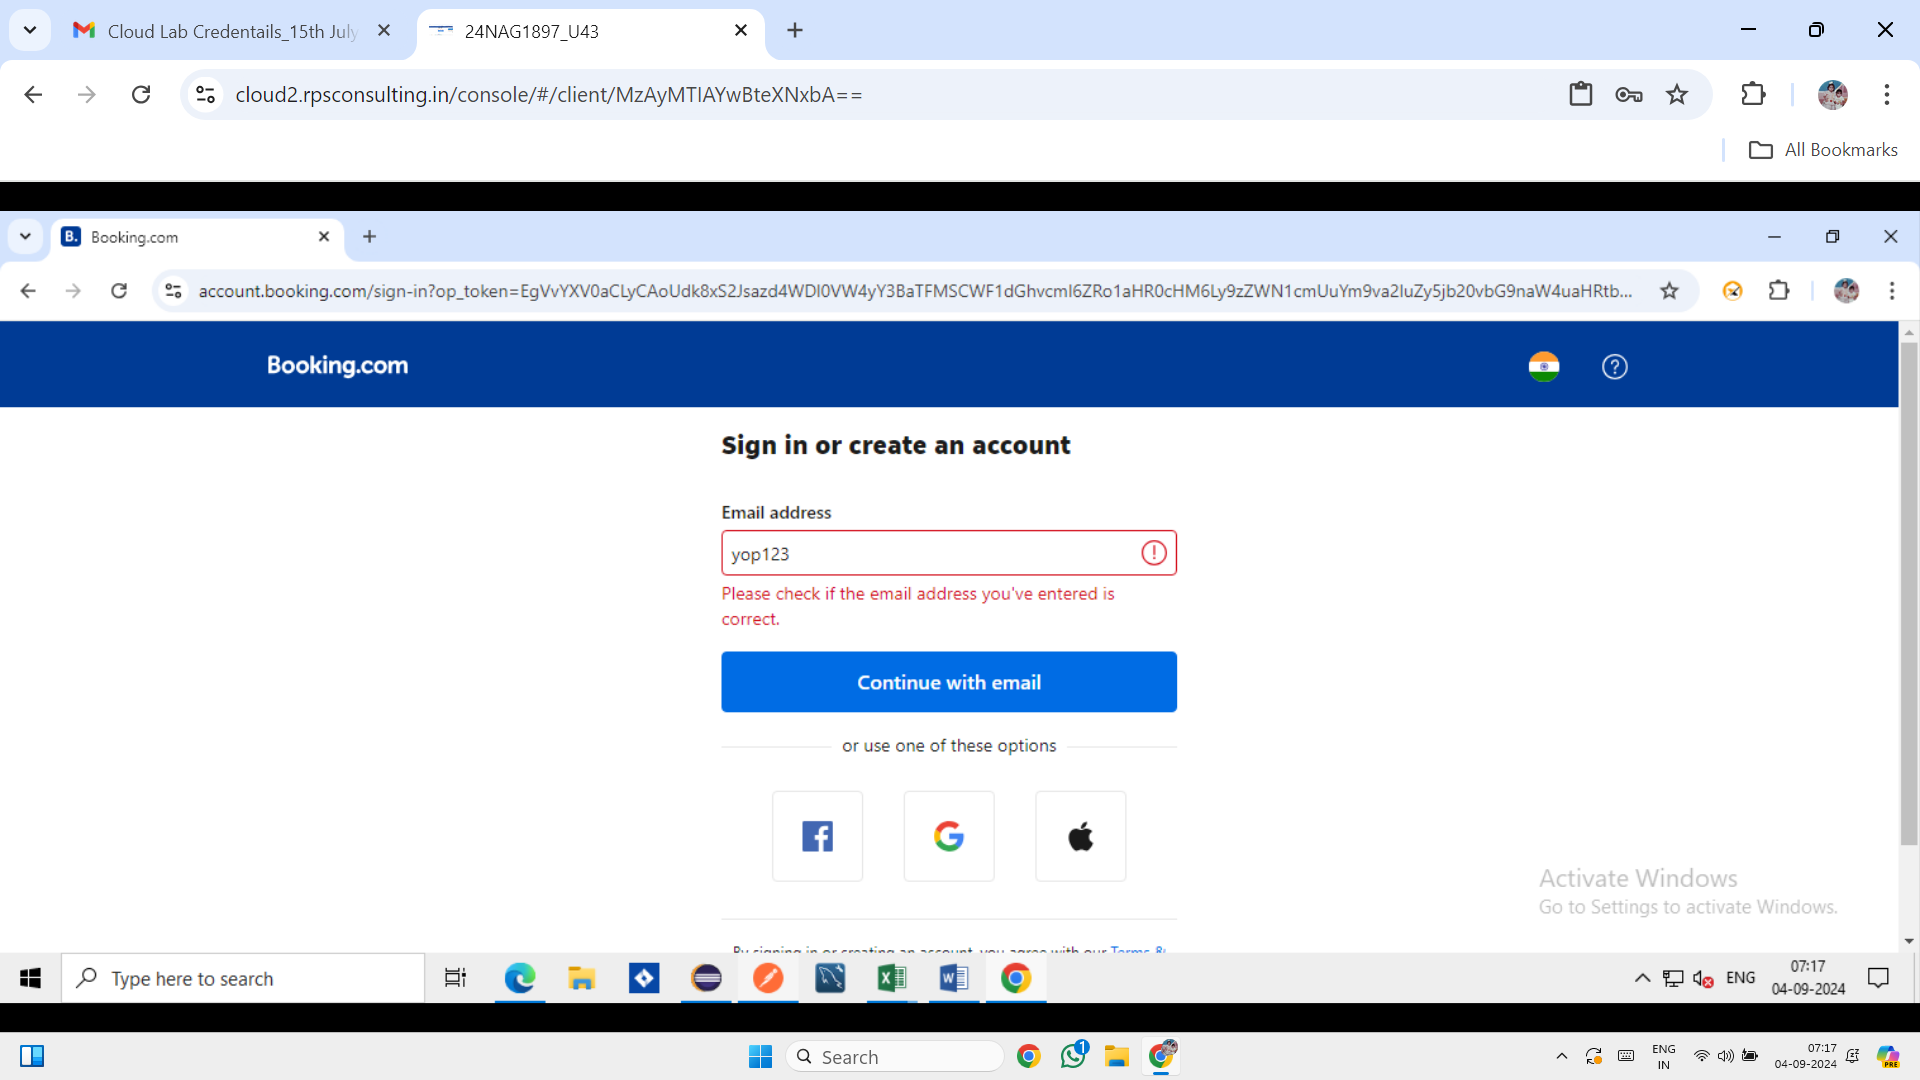 Cloud Lab Credentails_15th July
24NAG1897_U43
cloud2.rpsconsulting.in/console/#/client/MzAyMTIAYwBteXNxbA==
All Bookmarks
B. Booking.com
account.booking.com/sign-in?op_token=EgVvYXV0aCLyCAoUdk8xS2Jsazd4WDl0VW4yY3BaTFMSCWF1dGhvcml6ZRo1aHR0cHM6Ly9zZWN1cmUuYm9va2luZy5jb20vbG9naW4uaHRtb...
Booking.com
Sign in or create an account
Email address
yop123
Please check if the email address you've entered is
correct.
Continue with email
or use one of these options
Activate Windows
Go to Settings to activate Windows.
By signing in or creating an account, you agree with our Terms &
Type here to search
ENG
07:17
04-09-2024
Search
1
ENG
IN
07:17
04-09-2024
PRE